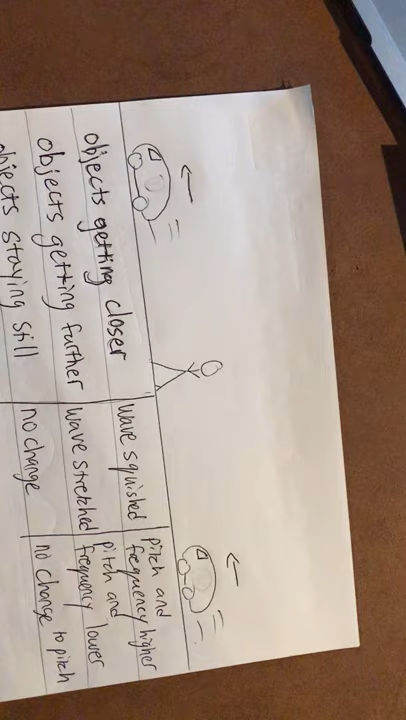 objects getting closer
wave squished
pitch and
frequency higher
objects getting further
wave stretched
pitch and
frequency lower
objects staying still
no change
no change to pitch